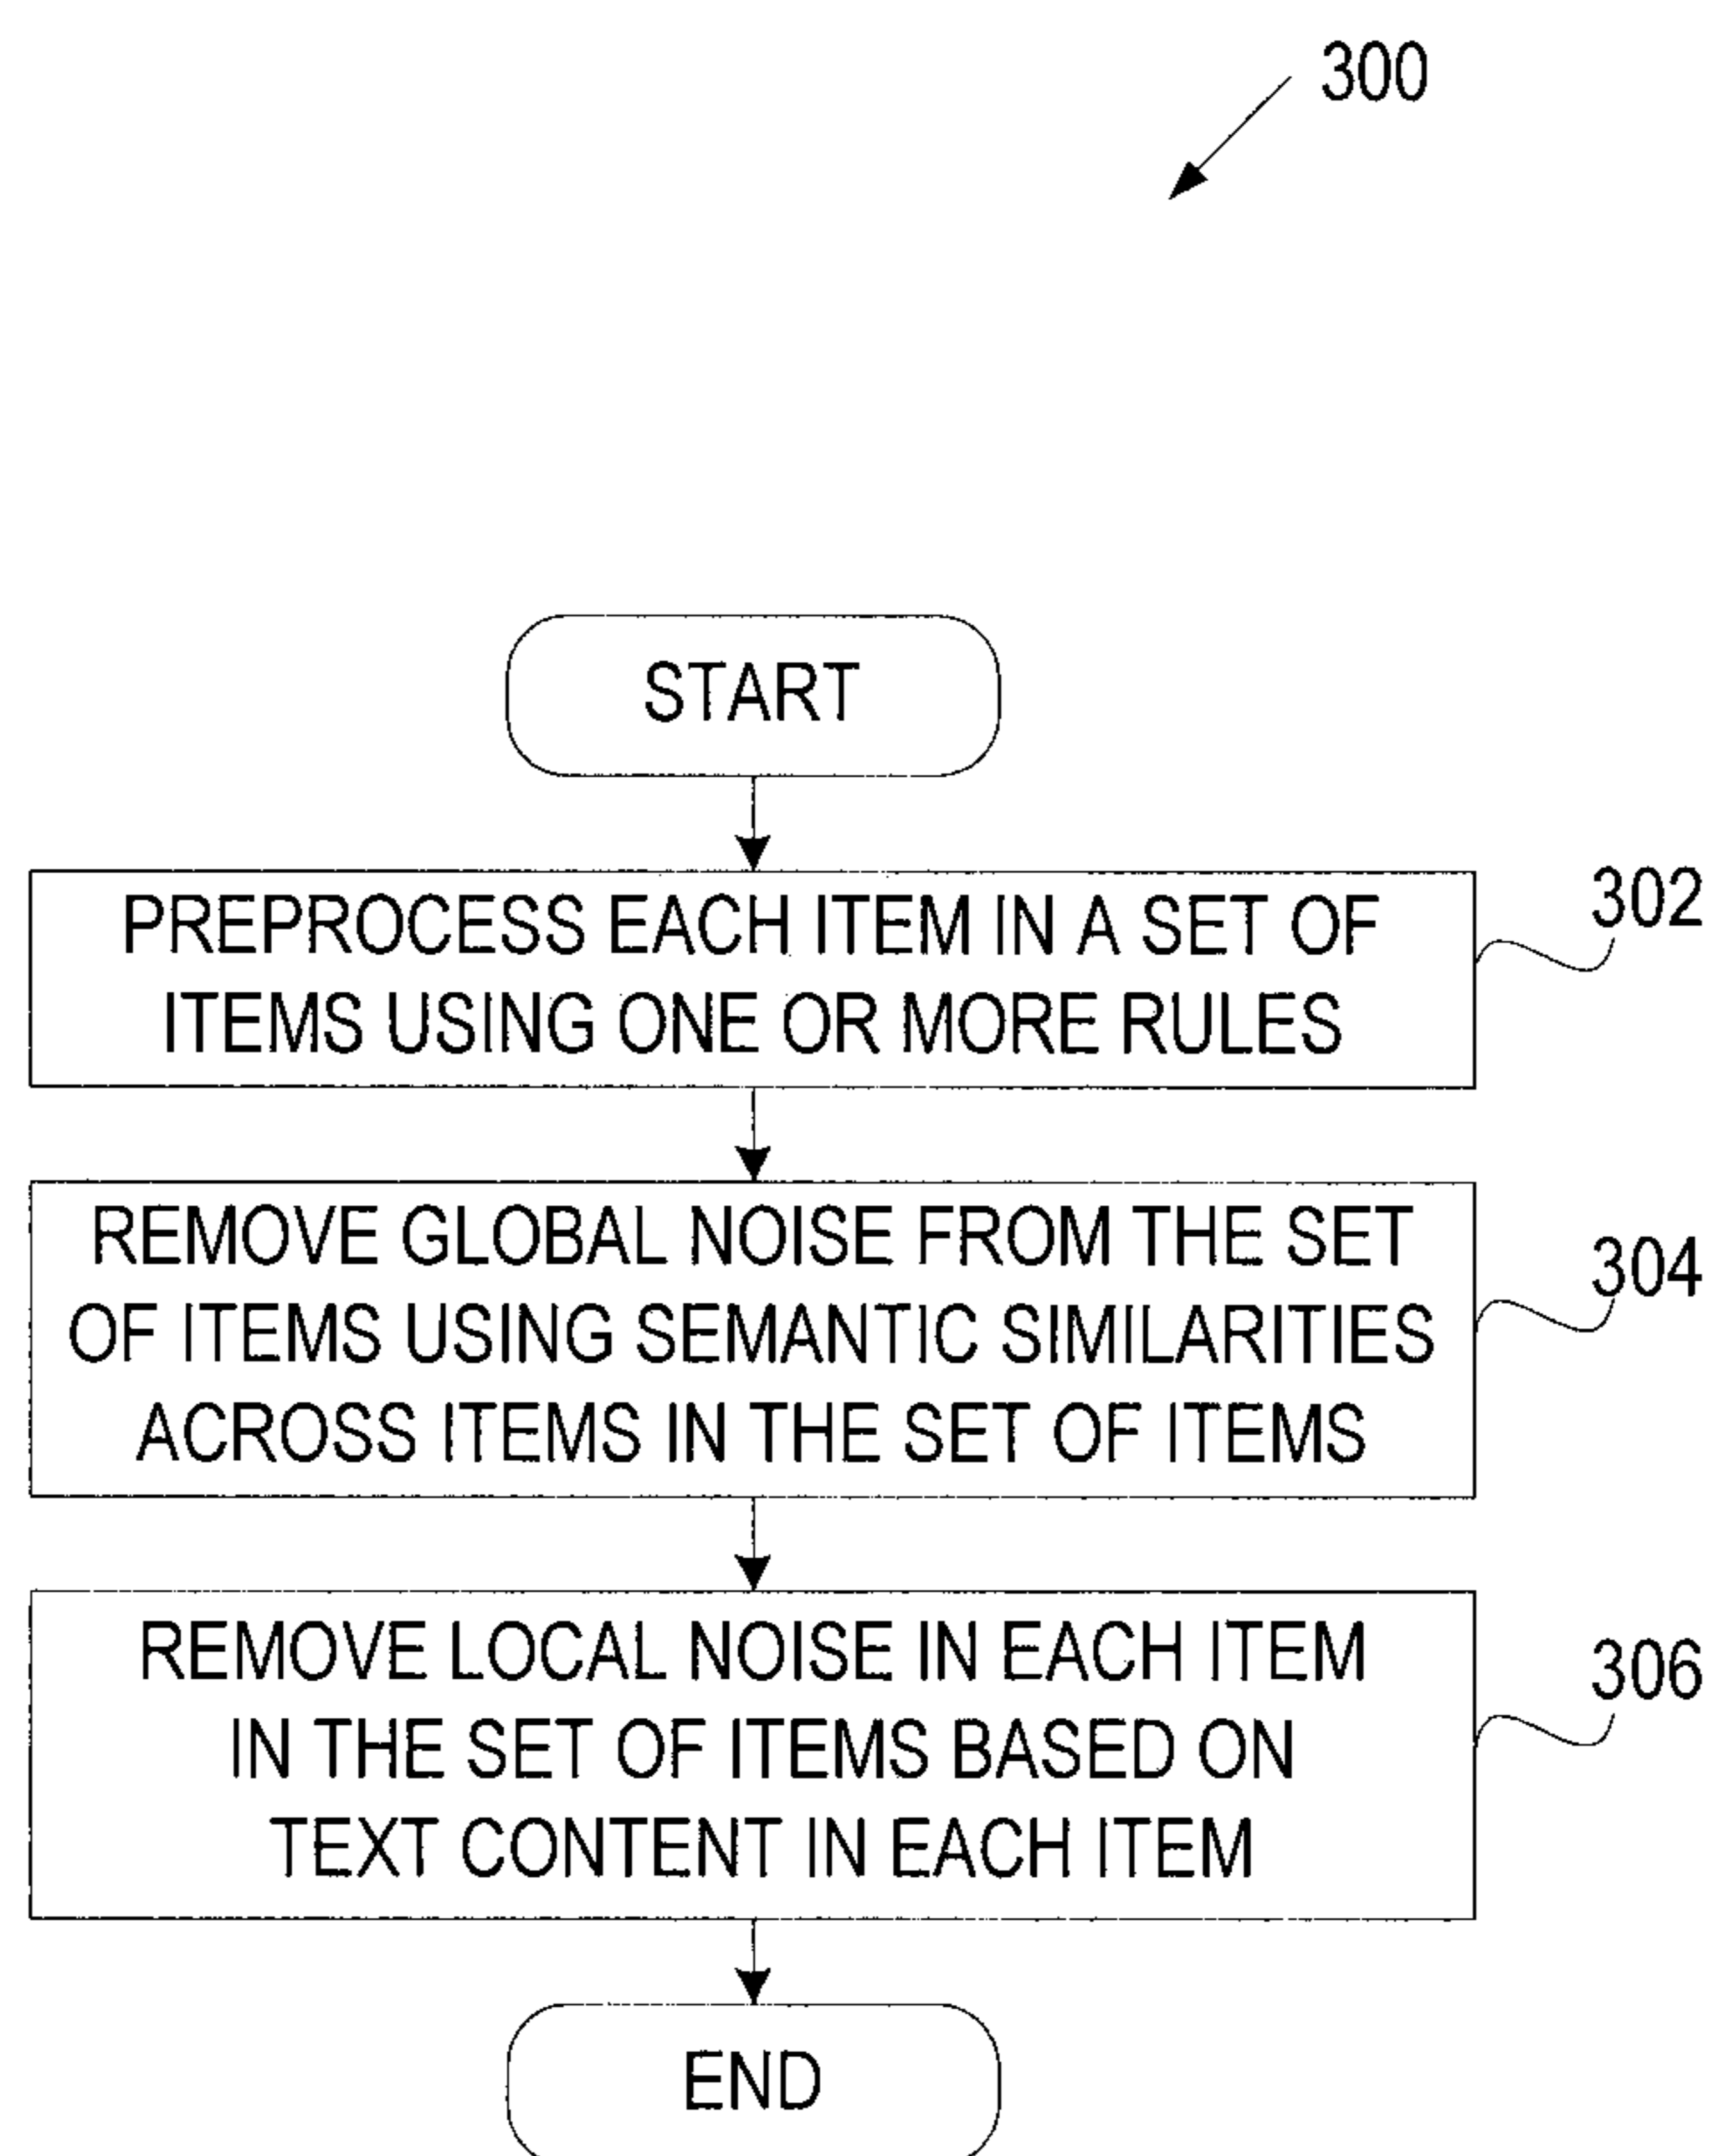 300
START
PREPROCESS EACH ITEM IN A SET OF
ITEMS USING ONE OR MORE RULES
302
REMOVE GLOBAL NOISE FROM THE SET
OF ITEMS USING SEMANTIC SIMILARITIES
ACROSS ITEMS IN THE SET OF ITEMS
304
REMOVE LOCAL NOISE IN EACH ITEM
IN THE SET OF ITEMS BASED ON
TEXT CONTENT IN EACH ITEM
306
END